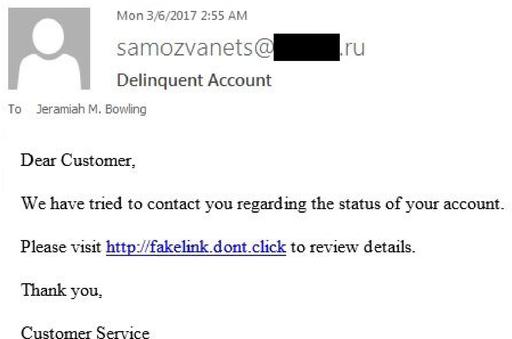 Mon 3/6/2017 2:55 AM
samozvanets@ .ru
Delinquent Account
To Jeramiah M. Bowling
Dear Customer,
We have tried to contact you regarding the status of your account.
Please visit http://fakelink.dont.click to review details.
Thank you,
Customer Service